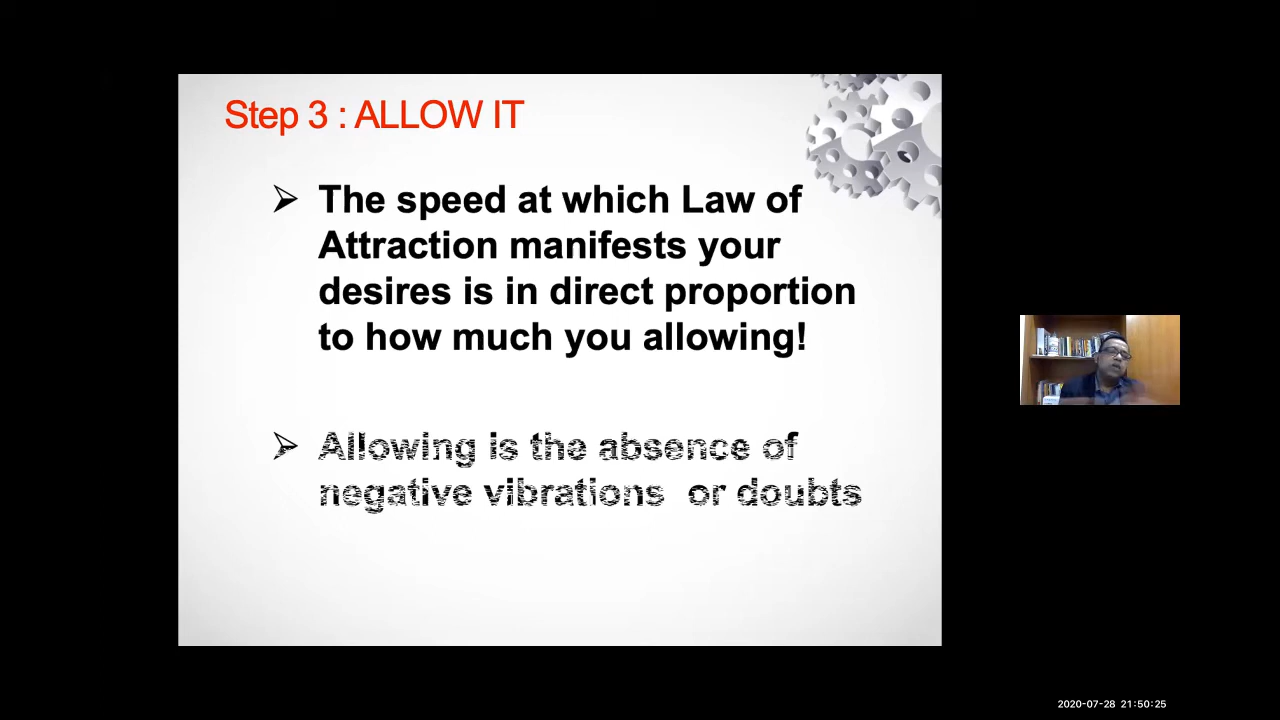 Step 3 : ALLOW IT
➢ The speed at which Law of
Attraction manifests your
desires is in direct proportion
to how much you allowing!
➢ Allowing is the absence of
negative vibrations or doubts
2020-07-28 21:50:25